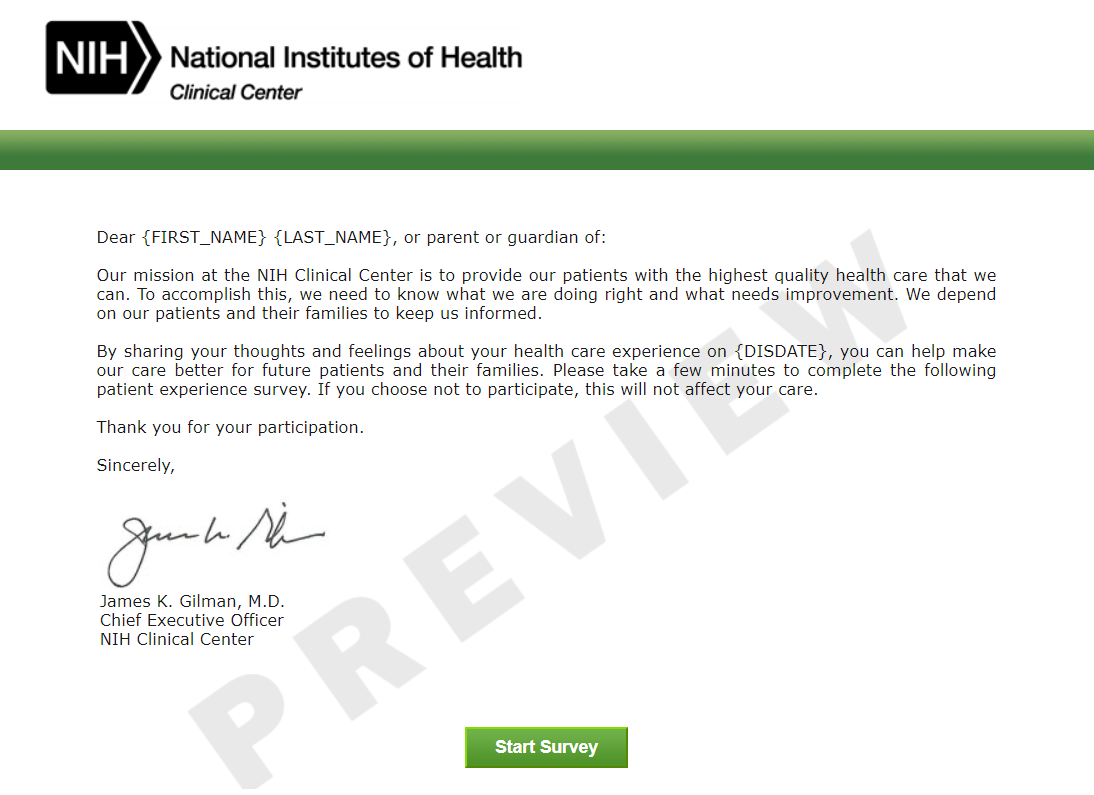 NIH
National Institutes of Health
Clinical Center
Dear {FIRST_NAME} {LAST_NAME}, or parent or guardian of:
Our mission at the NIH Clinical Center is to provide our patients with the highest quality health care that we
can. To accomplish this, we need to know what we are doing right and what needs improvement. We depend
on our patients and their families to keep us informed.
By sharing your thoughts and feelings about your health care experience on {DISDATE}, you can help make
our care better for future patients and their families. Please take a few minutes to complete the following
patient experience survey. If you choose not to participate, this will not affect your care.
Thank you for your participation.
Sincerely,
James K. Gilman, M.D.
Chief Executive Officer
NIH Clinical Center
PREVIEW
Start Survey